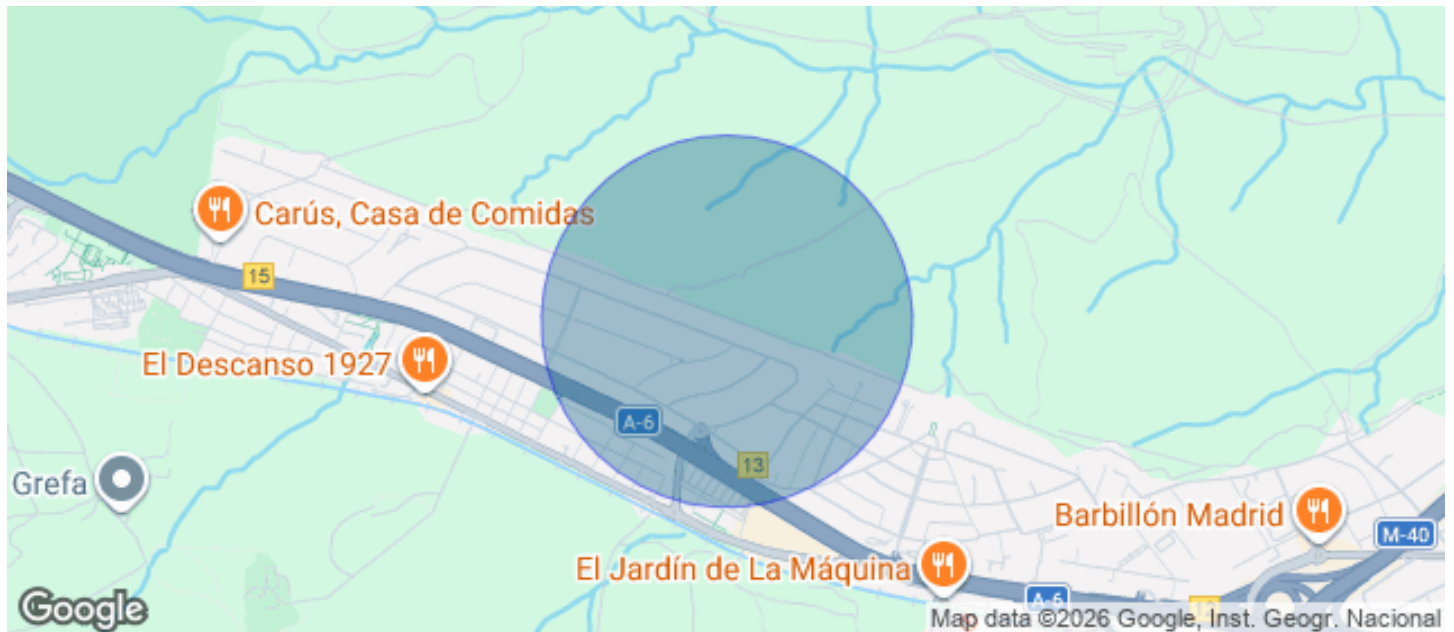 Carús, Casa de Comidas
15
El Descanso 1927
A-6
13
Grefa
Barbillón Madrid
M-40
El Jardín de La Máquina
A-6
Google
Map data ©2026 Google, Inst. Geogr. Nacional